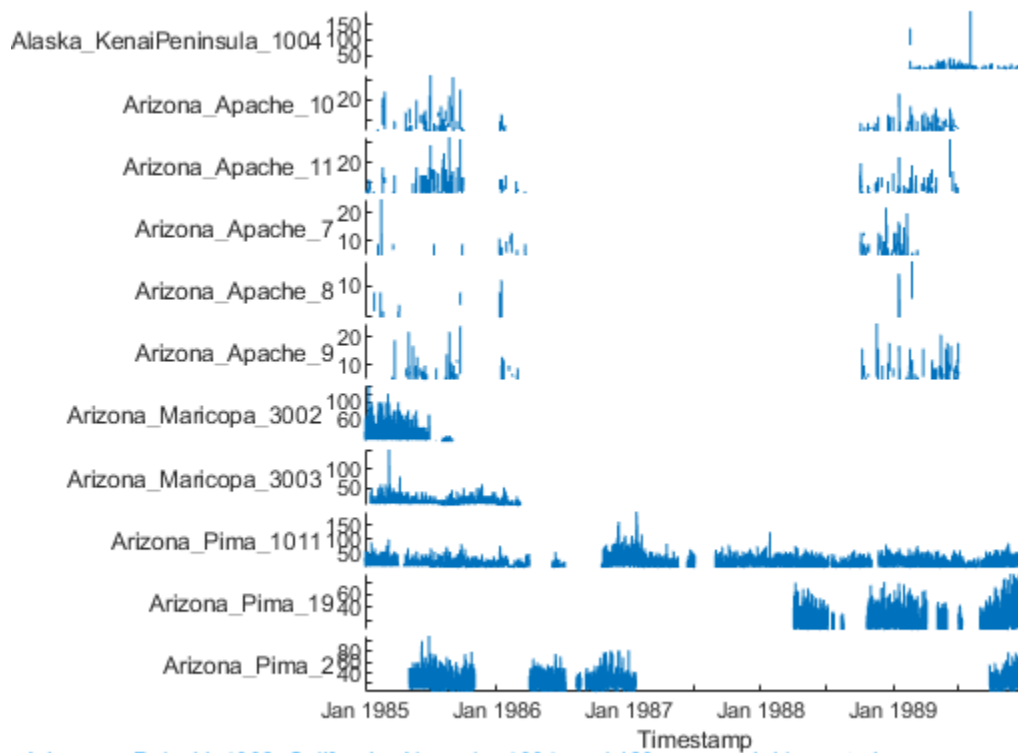 Alaska_KenaiPeninsula_1004
150
100
50
Arizona_Apache_10
20
Arizona_Apache_11
20
Arizona_Apache_7
20
10
Arizona_Apache_8
10
Arizona_Apache_9
20
10
Arizona_Maricopa_3002
100
60
Arizona_Maricopa_3003
100
50
Arizona_Pima_1011
150
100
50
Arizona_Pima_19
60
40
Arizona_Pima_2
80
60
40
Jan 1985 Jan 1986 Jan 1987 Jan 1988 Jan 1989
Timestamp